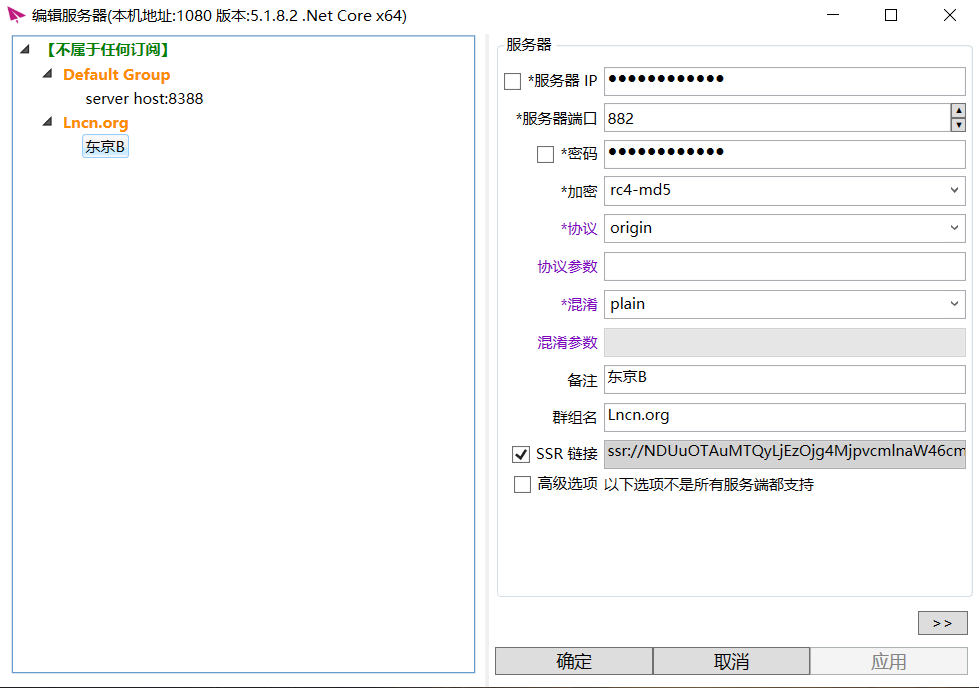 编辑服务器(本机地址:1080 版本:5.1.8.2 .Net Core x64)
【不属于任何订阅】
Default Group
server host:8388
Lncn.org
东京B
服务器
*服务器 IP ●●●●●●●●●●●●
*服务器端口 882
*密码 ●●●●●●●●●●●●
*加密 rc4-md5
*协议 origin
协议参数
*混淆 plain
混淆参数
备注 东京B
群组名 Lncn.org
SSR 链接 ssr://NDUuOTAuMTQyLjEzOjg4MjpvcmlnaW46cm
高级选项 以下选项不是所有服务端都支持
>>
确定 取消 应用